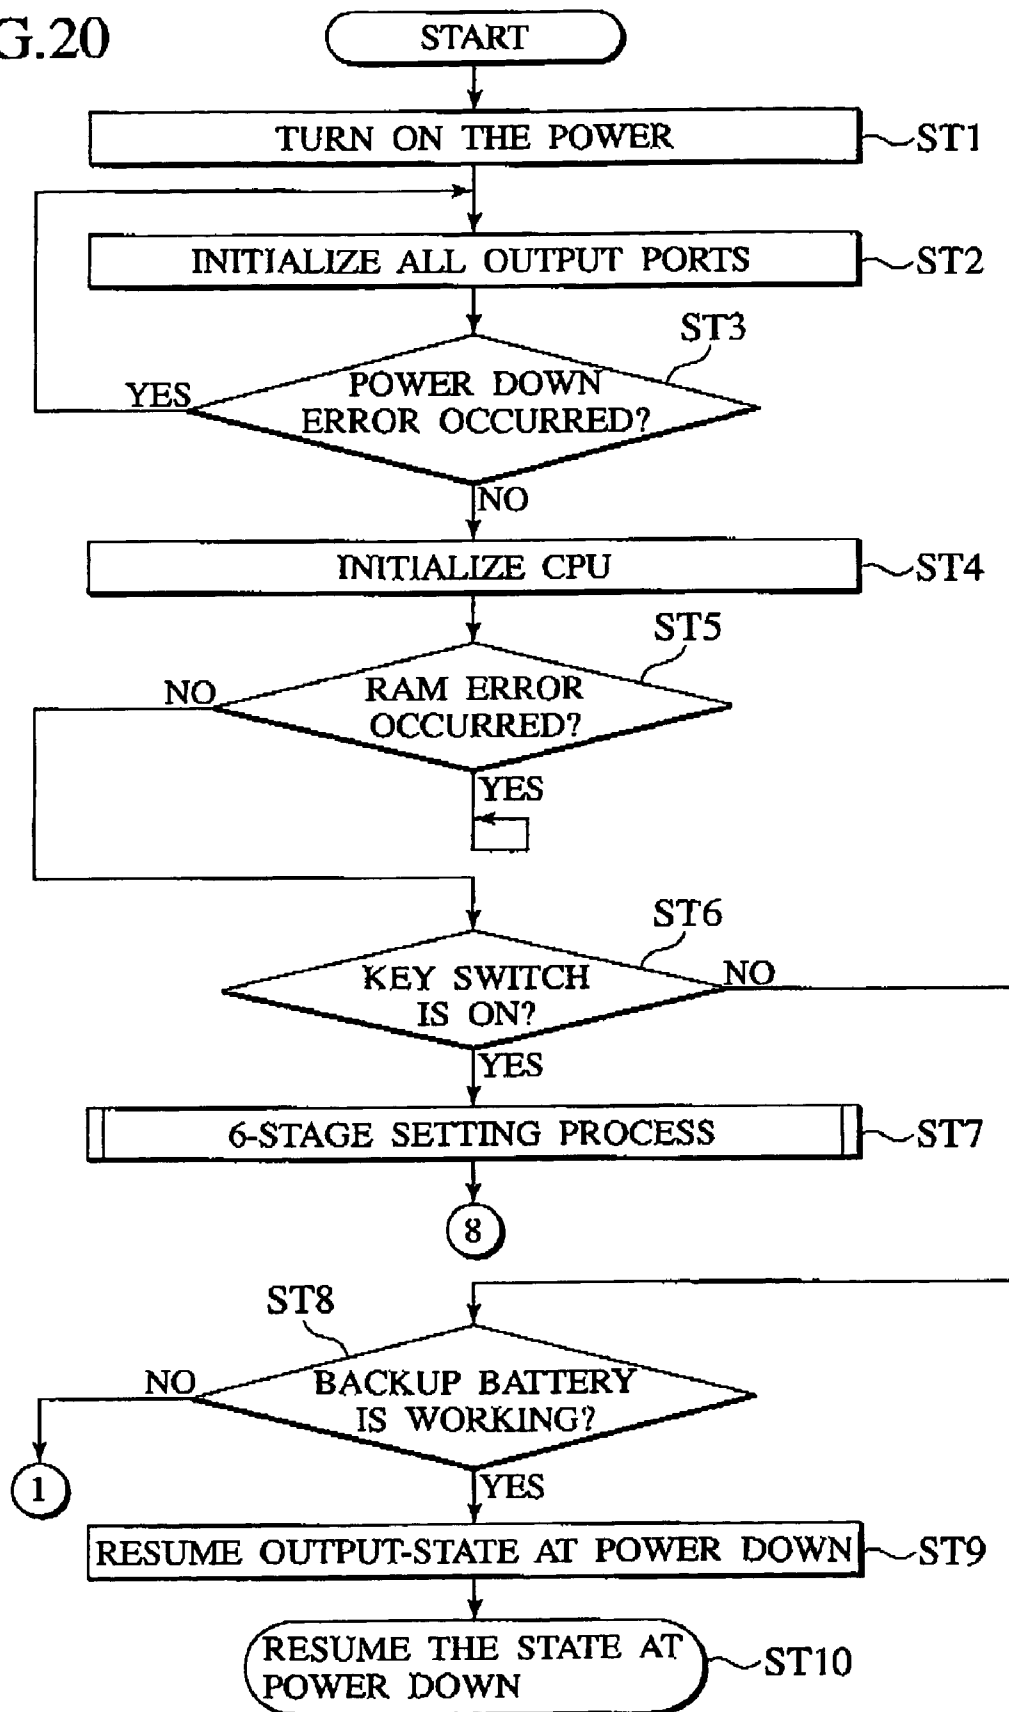 G.20
START
TURN ON THE POWER
ST1
INITIALIZE ALL OUTPUT PORTS
ST2
ST3
YES
POWER DOWN
ERROR OCCURRED?
NO
INITIALIZE CPU
ST4
ST5
NO
RAM ERROR
OCCURRED?
YES
ST6
KEY SWITCH
IS ON?
NO
YES
6-STAGE SETTING PROCESS
ST7
8
ST8
NO
BACKUP BATTERY
IS WORKING?
1
YES
RESUME OUTPUT-STATE AT POWER DOWN
ST9
RESUME THE STATE AT
POWER DOWN
ST10